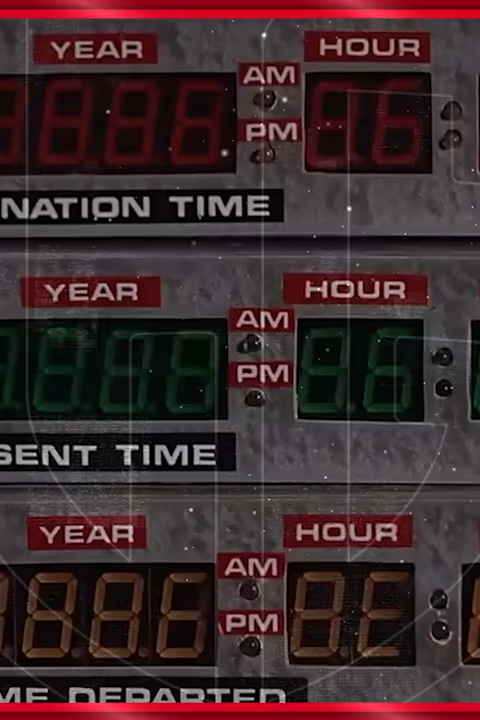 YEAR HOUR
AM
PM
NATION TIME
YEAR HOUR
AM
PM
SENT TIME
YEAR HOUR
AM
PM
ME DEPARTED